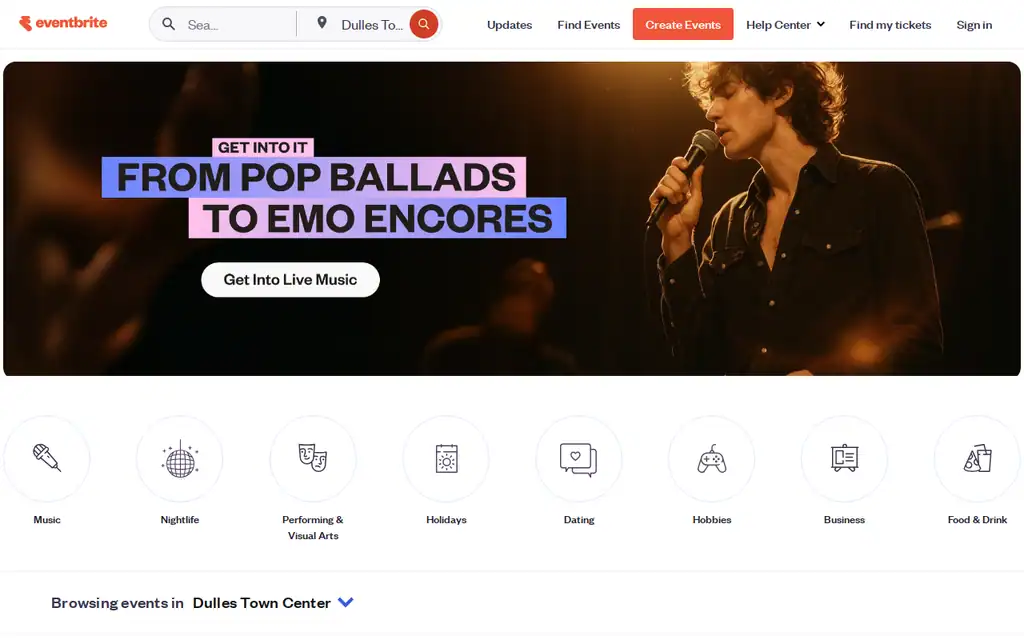 eventbrite
Sea...
Dulles To...
Updates
Find Events
Create Events
Help Center
Find my tickets
Sign in
GET INTO IT
FROM POP BALLADS
TO EMO ENCORES
Get Into Live Music
Music
Nightlife
Performing &
Visual Arts
Holidays
Dating
Hobbies
Business
Food & Drink
Browsing events in Dulles Town Center